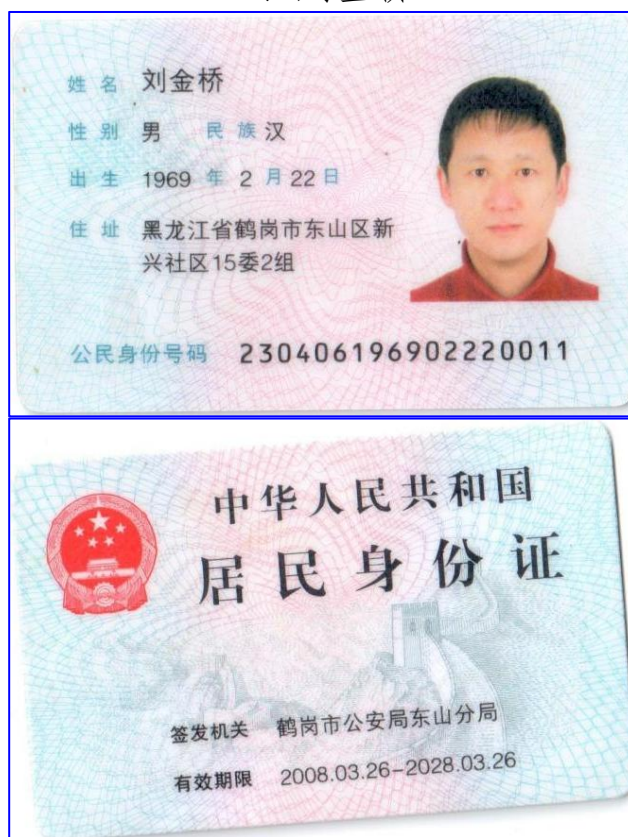 姓名 刘金桥
性别 男 民族 汉
出生 1969 年 2 月 22 日
住址 黑龙江省鹤岗市东山区新
兴社区15委2组
公民身份号码 230406196902220011
中华人民共和国
居民身份证
签发机关 鹤岗市公安局东山分局
有效期限 2008.03.26-2028.03.26